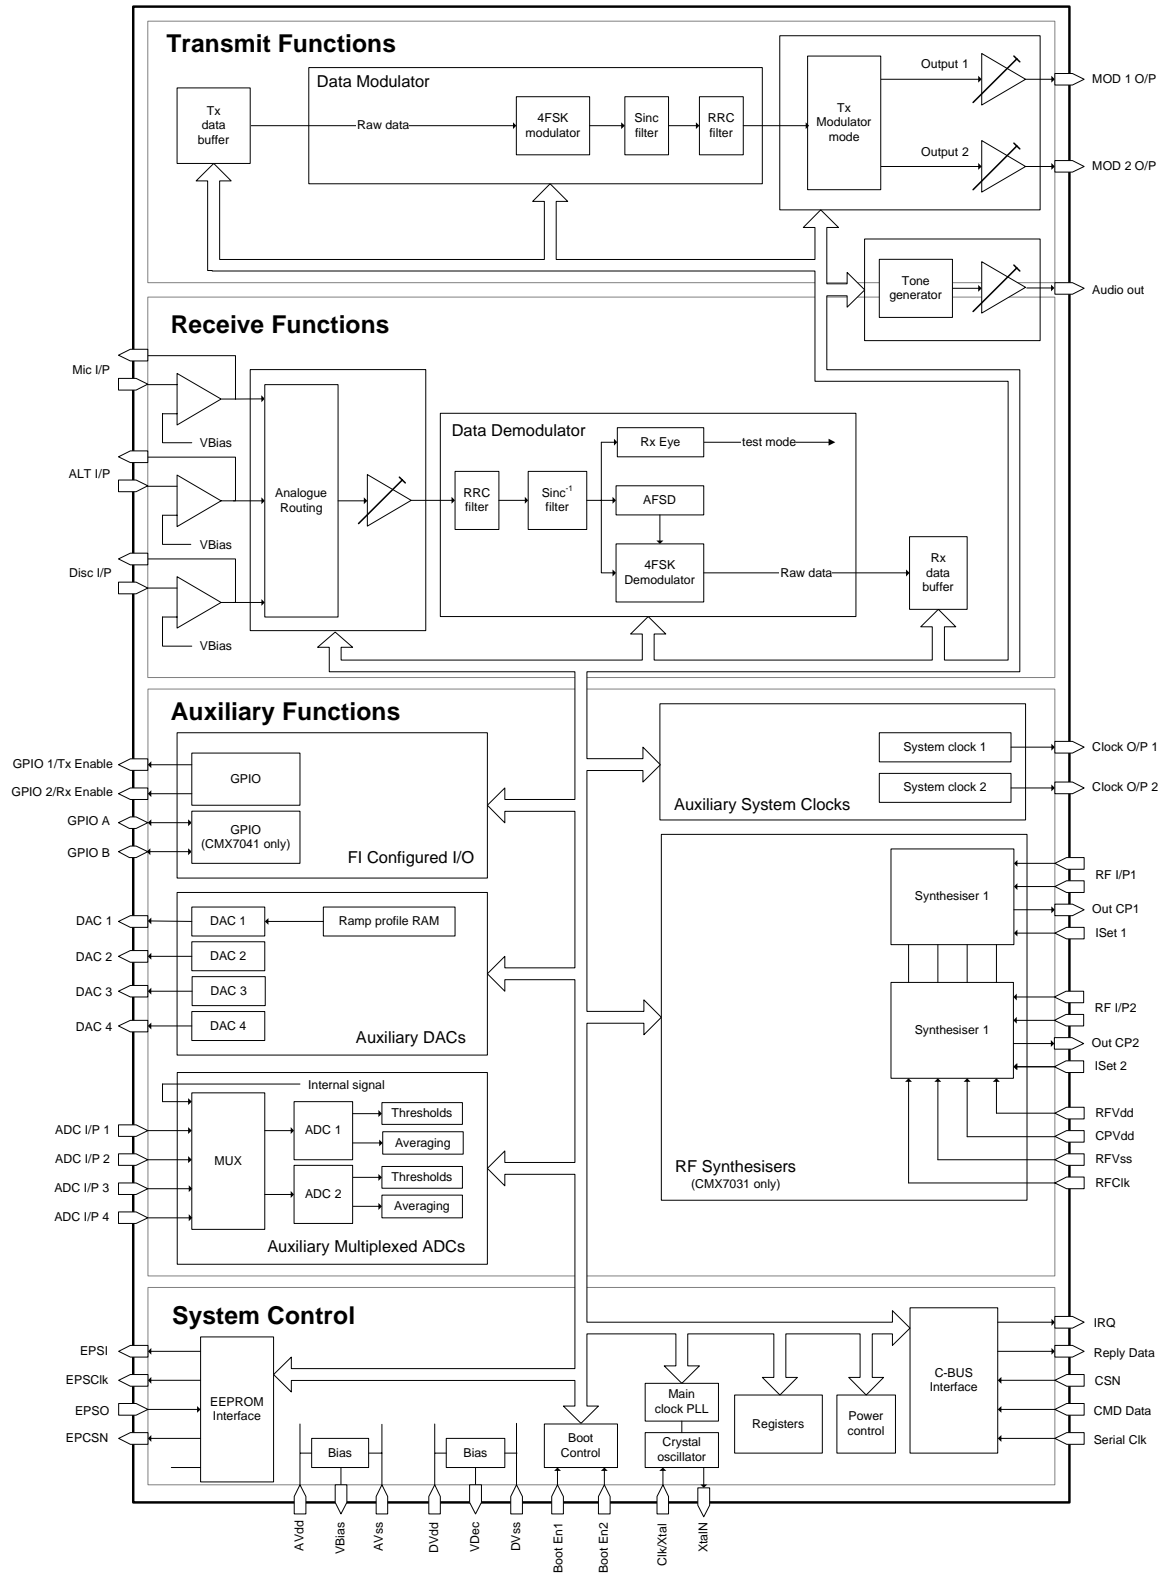 Transmit Functions
Data Modulator
Tx
data
buffer
Raw data
4FSK
modulator
Sinc
filter
RRC
filter
Tx
Modulator
mode
Output 1
Output 2
MOD 1 O/P
MOD 2 O/P
Tone
generator
Audio out
Receive Functions
Mic I/P
VBias
ALT I/P
VBias
Disc I/P
VBias
Analogue
Routing
Data Demodulator
RRC
filter
Sinc-1
filter
Rx Eye
test mode
AFSD
4FSK
Demodulator
Raw data
Rx
data
buffer
Auxiliary Functions
GPIO 1/Tx Enable
GPIO 2/Rx Enable
GPIO A
GPIO B
GPIO
GPIO
(CMX7041 only)
FI Configured I/O
System clock 1
System clock 2
Auxiliary System Clocks
Clock O/P 1
Clock O/P 2
DAC 1
DAC 2
DAC 3
DAC 4
DAC 1
Ramp profile RAM
DAC 2
DAC 3
DAC 4
Auxiliary DACs
Synthesiser 1
Synthesiser 1
RF I/P1
Out CP1
ISet 1
RF I/P2
Out CP2
ISet 2
RFVdd
CPVdd
RFVss
RFClk
RF Synthesisers
(CMX7031 only)
Internal signal
ADC I/P 1
ADC I/P 2
ADC I/P 3
ADC I/P 4
MUX
ADC 1
Thresholds
Averaging
ADC 2
Thresholds
Averaging
Auxiliary Multiplexed ADCs
System Control
EPSI
EPSClk
EPSO
EPCSN
EEPROM
Interface
Bias
Bias
Boot
Control
Main
clock PLL
Crystal
oscillator
Registers
Power
control
C-BUS
Interface
IRQ
Reply Data
CSN
CMD Data
Serial Clk
AVdd
VBias
AVss
DVdd
VDec
DVss
Boot En1
Boot En2
Clk/Xtal
XtalN